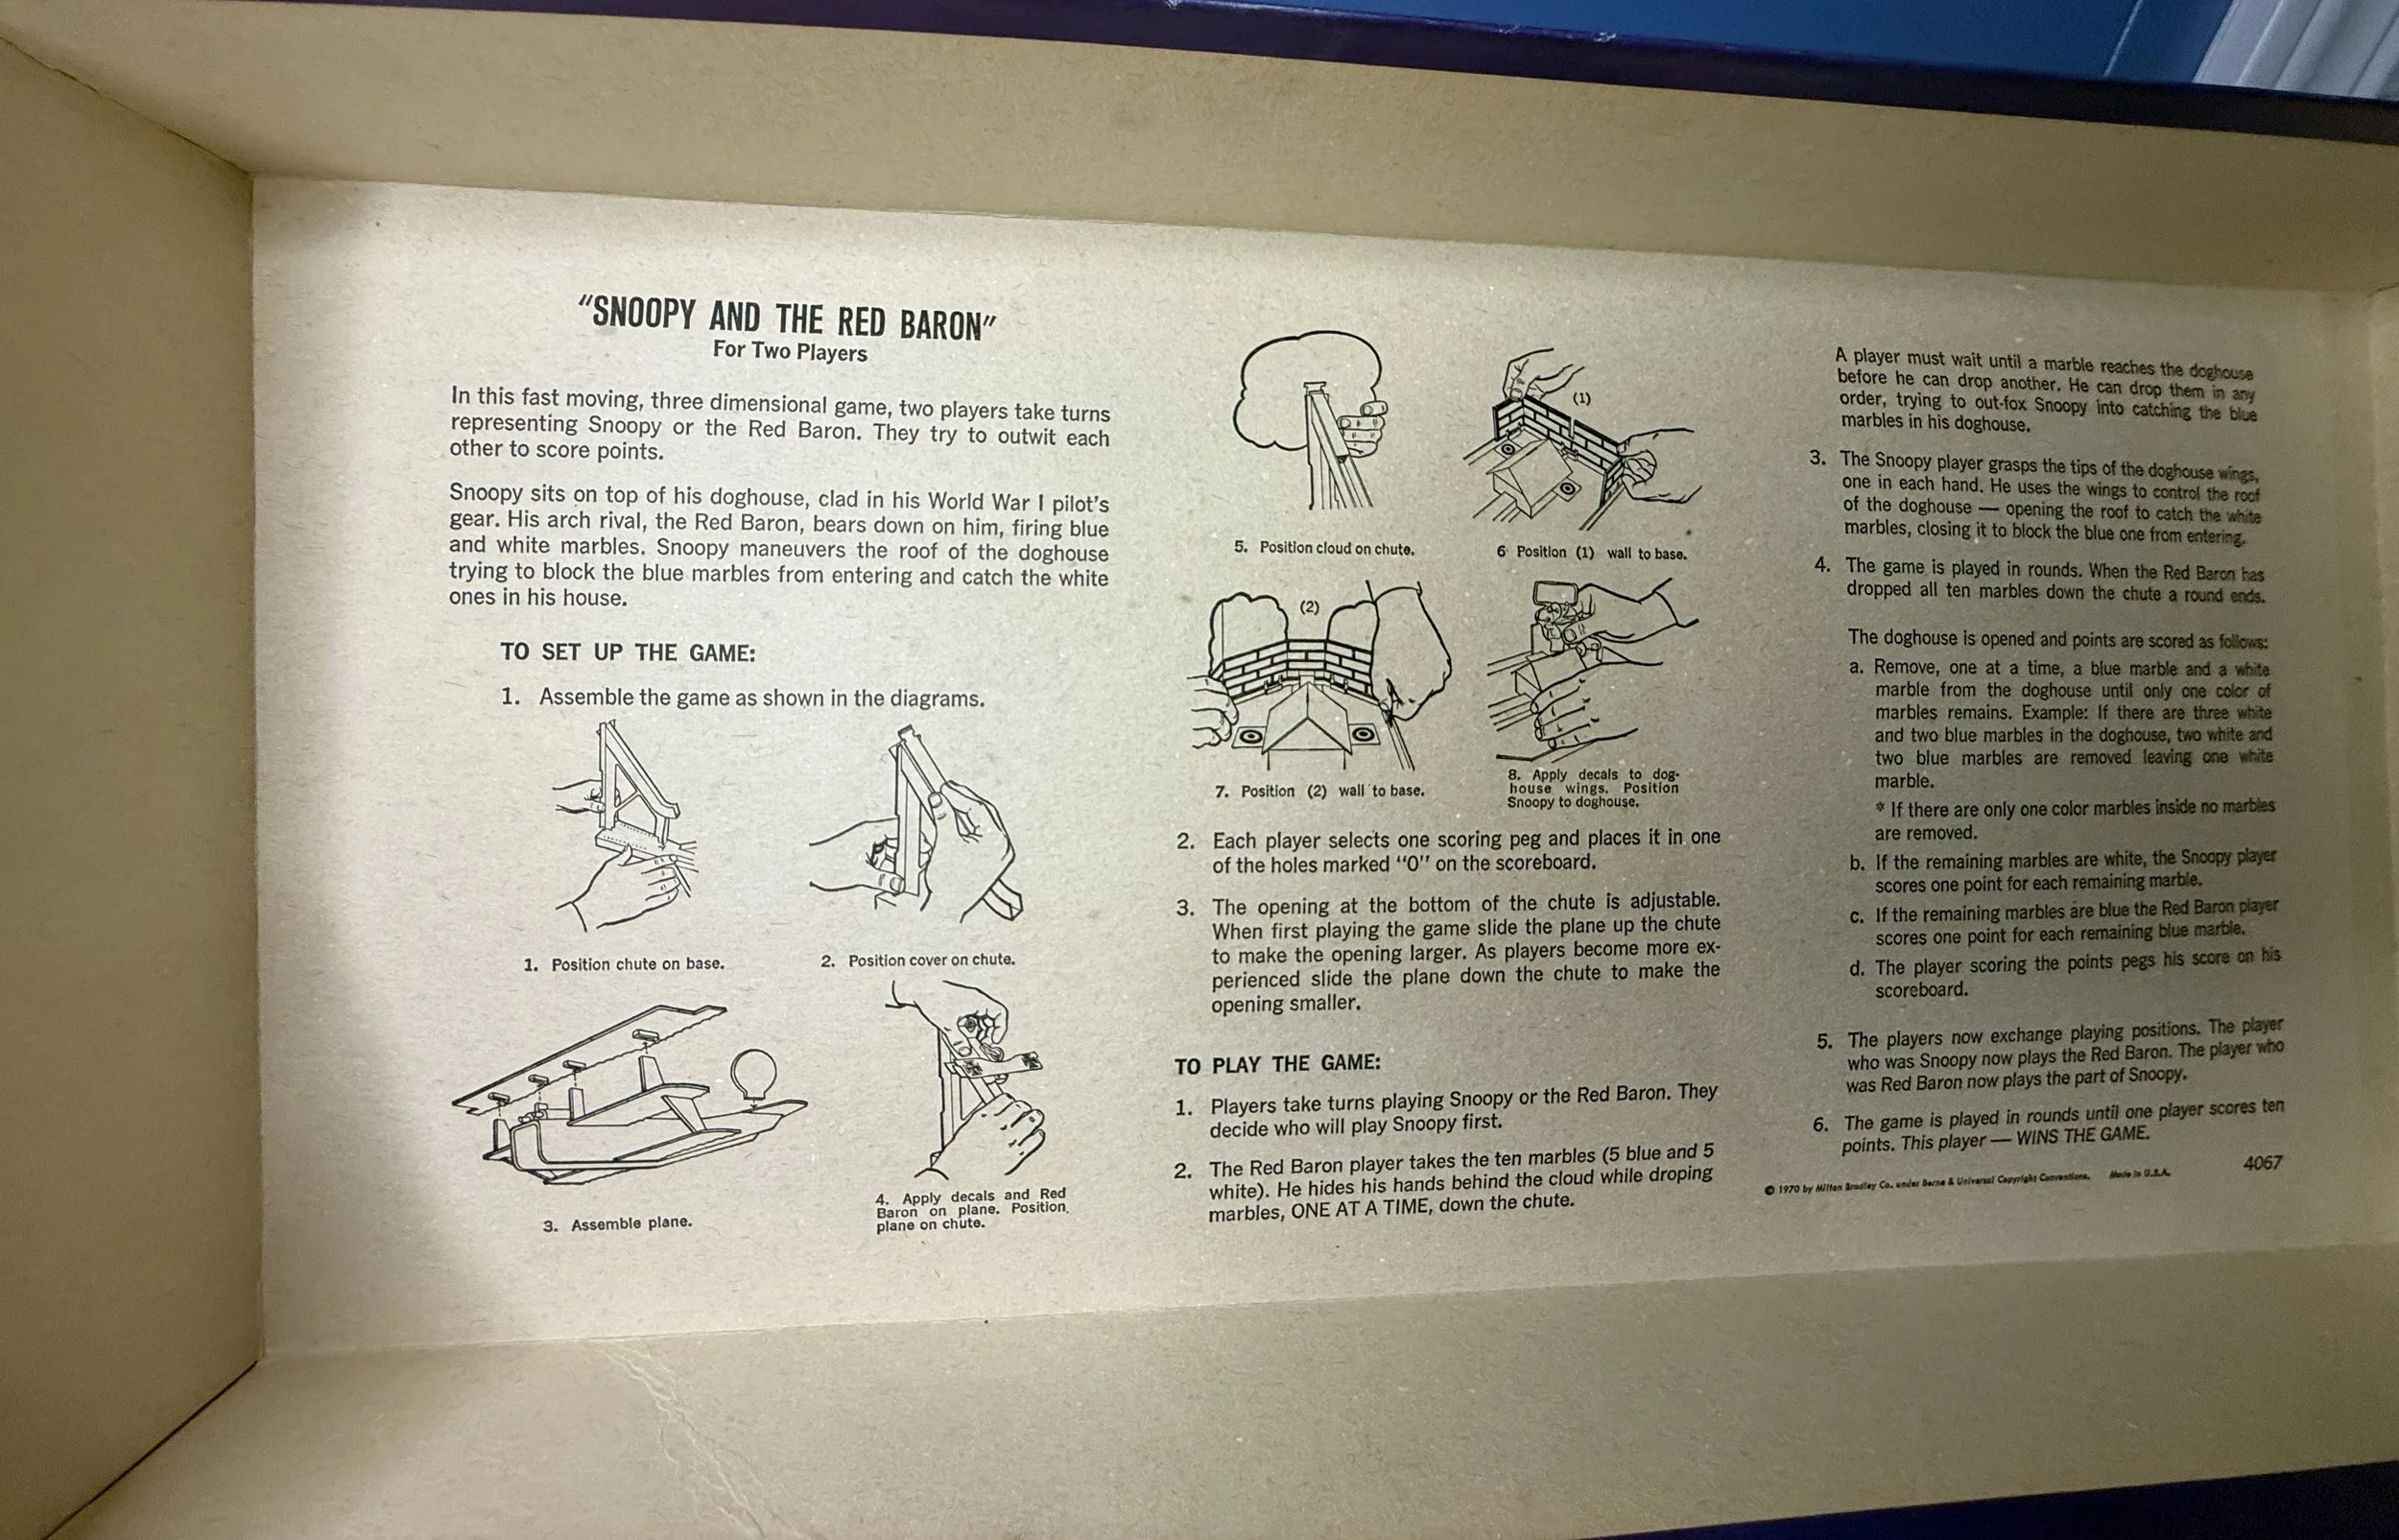 "SNOOPY AND THE RED BARON"
For Two Players
In this fast moving, three dimensional game, two players take turns
representing Snoopy or the Red Baron. They try to outwit each
other to score points.
Snoopy sits on top of his doghouse, clad in his World War I pilot's
gear. His arch rival, the Red Baron, bears down on him, firing blue
and white marbles. Snoopy maneuvers the roof of the doghouse
trying to block the blue marbles from entering and catch the white
ones in his house.
TO SET UP THE GAME:
1. Assemble the game as shown in the diagrams.
1. Position chute on base.
2. Position cover on chute.
3. Assemble plane.
4. Apply decals and Red
Baron on plane. Position
plane on chute.
5. Position cloud on chute.
(1)
6 Position (1) wall to base.
(2)
7. Position (2) wall to base.
8. Apply decals to dog-
house wings. Position
Snoopy to doghouse.
2. Each player selects one scoring peg and places it in one
of the holes marked "0" on the scoreboard.
3. The opening at the bottom of the chute is adjustable.
When first playing the game slide the plane up the chute
to make the opening larger. As players become more ex-
perienced slide the plane down the chute to make the
opening smaller.
TO PLAY THE GAME:
1. Players take turns playing Snoopy or the Red Baron. They
decide who will play Snoopy first.
2. The Red Baron player takes the ten marbles (5 blue and 5
white). He hides his hands behind the cloud while droping
marbles, ONE AT A TIME, down the chute.
A player must wait until a marble reaches the doghouse
before he can drop another. He can drop them in any
order, trying to out-fox Snoopy into catching the blue
marbles in his doghouse.
3. The Snoopy player grasps the tips of the doghouse wings,
one in each hand. He uses the wings to control the roof
of the doghouse — opening the roof to catch the white
marbles, closing it to block the blue one from entering.
4. The game is played in rounds. When the Red Baron has
dropped all ten marbles down the chute a round ends.
The doghouse is opened and points are scored as follows:
a. Remove, one at a time, a blue marble and a white
marble from the doghouse until only one color of
marbles remains. Example: If there are three white
and two blue marbles in the doghouse, two white and
two blue marbles are removed leaving one white
marble.
* If there are only one color marbles inside no marbles
are removed.
b. If the remaining marbles are white, the Snoopy player
scores one point for each remaining marble.
c. If the remaining marbles are blue the Red Baron player
scores one point for each remaining blue marble.
d. The player scoring the points pegs his score on his
scoreboard.
5. The players now exchange playing positions. The player
who was Snoopy now plays the Red Baron. The player who
was Red Baron now plays the part of Snoopy.
6. The game is played in rounds until one player scores ten
points. This player — WINS THE GAME.
4067
© 1970 by Milton Bradley Co. under Berne & Universal Copyright Conventions. Made in U.S.A.